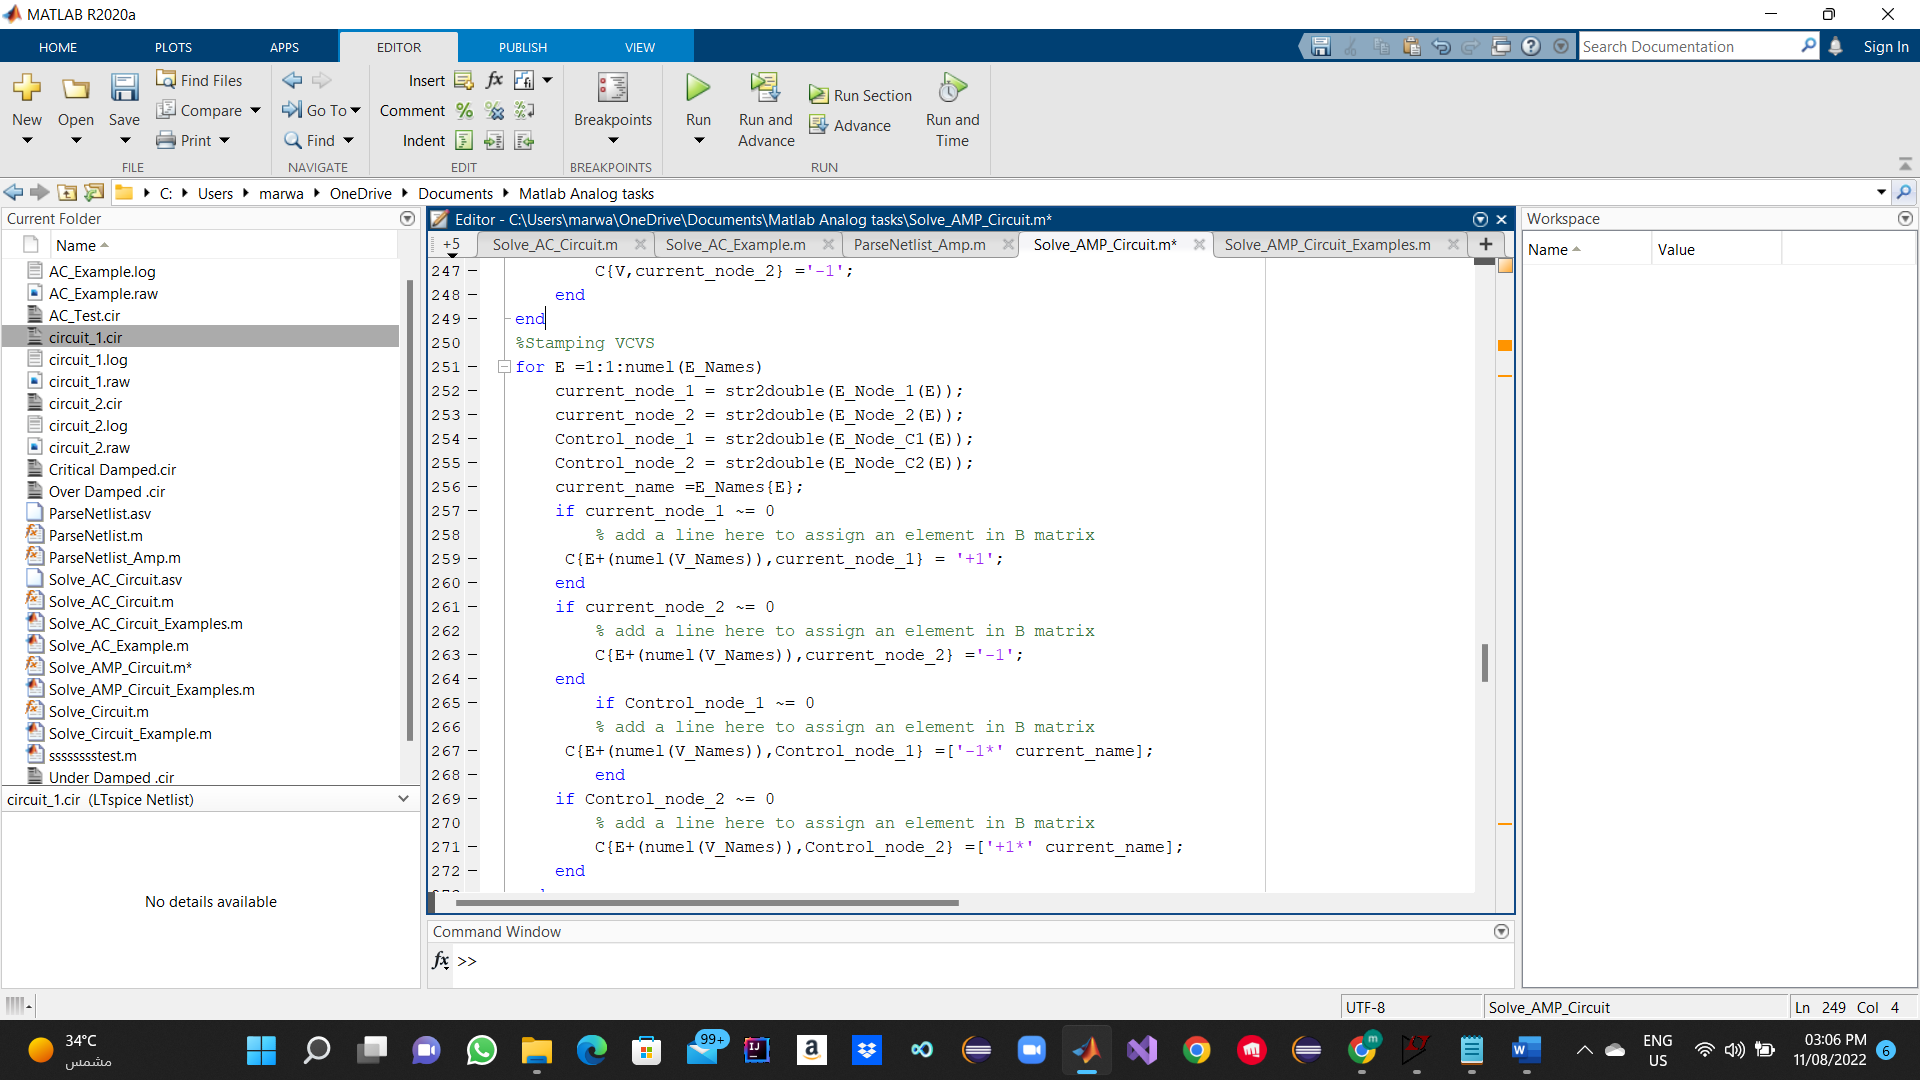 MATLAB R2020a
HOME PLOTS APPS EDITOR PUBLISH VIEW
Search Documentation
Sign In
New Open Save
Find Files
Compare
Print
FILE
Go To
Find
NAVIGATE
Insert
Comment
Indent
EDIT
Breakpoints
BREAKPOINTS
Run
Run and Advance
Run Section
Advance
Run and Time
RUN
C: Users marwa OneDrive Documents Matlab Analog tasks
Current Folder
Name
AC_Example.log
AC_Example.raw
AC_Test.cir
circuit_1.cir
circuit_1.log
circuit_1.raw
circuit_2.cir
circuit_2.log
circuit_2.raw
Critical Damped.cir
Over Damped .cir
ParseNetlist.asv
ParseNetlist.m
ParseNetlist_Amp.m
Solve_AC_Circuit.asv
Solve_AC_Circuit.m
Solve_AC_Circuit_Examples.m
Solve_AC_Example.m
Solve_AMP_Circuit.m*
Solve_AMP_Circuit_Examples.m
Solve_Circuit.m
Solve_Circuit_Example.m
sssssssstest.m
Under Damped .cir
circuit_1.cir (LTspice Netlist)
No details available
Editor - C:\Users\marwa\OneDrive\Documents\Matlab Analog tasks\Solve_AMP_Circuit.m*
+5 Solve_AC_Circuit.m Solve_AC_Example.m ParseNetlist_Amp.m Solve_AMP_Circuit.m* Solve_AMP_Circuit_Examples.m +
247 – C{V,current_node_2} ='-1';
248 – end
249 – end
250 %Stamping VCVS
251 – for E =1:1:numel(E_Names)
252 – current_node_1 = str2double(E_Node_1(E));
253 – current_node_2 = str2double(E_Node_2(E));
254 – Control_node_1 = str2double(E_Node_C1(E));
255 – Control_node_2 = str2double(E_Node_C2(E));
256 – current_name =E_Names{E};
257 – if current_node_1 ~= 0
258 % add a line here to assign an element in B matrix
259 – C{E+(numel(V_Names)),current_node_1} = '+1';
260 – end
261 – if current_node_2 ~= 0
262 % add a line here to assign an element in B matrix
263 – C{E+(numel(V_Names)),current_node_2} ='-1';
264 – end
265 – if Control_node_1 ~= 0
266 % add a line here to assign an element in B matrix
267 – C{E+(numel(V_Names)),Control_node_1} =['-1*' current_name];
268 – end
269 – if Control_node_2 ~= 0
270 % add a line here to assign an element in B matrix
271 – C{E+(numel(V_Names)),Control_node_2} =['+1*' current_name];
272 – end
Command Window
fx >>
Workspace
Name Value
UTF-8 Solve_AMP_Circuit Ln 249 Col 4
34°C
مشمس
99+
ENG
US
03:06 PM
11/08/2022
6